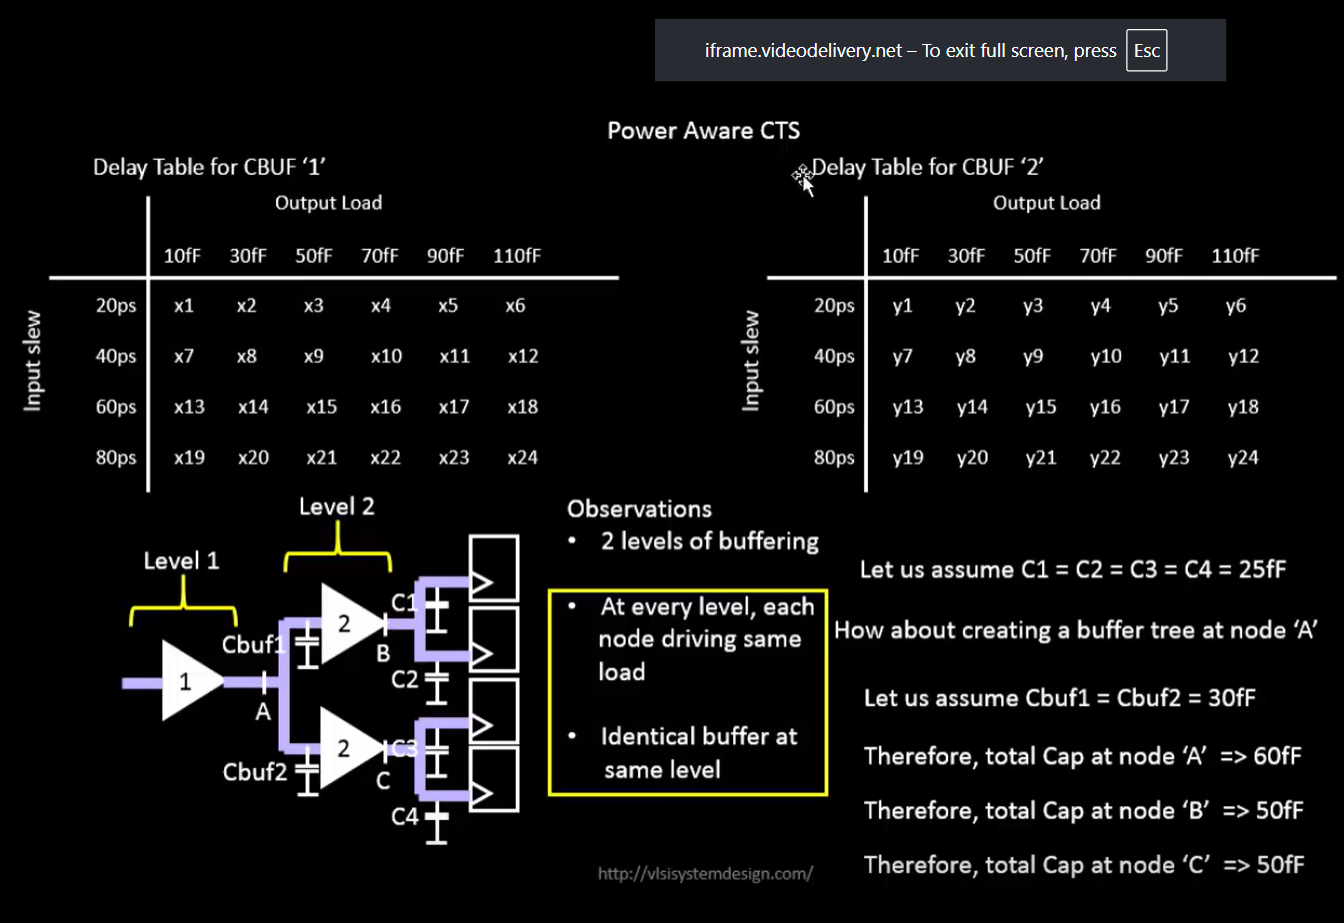 iframe.videodelivery.net – To exit full screen, press Esc
Power Aware CTS
Delay Table for CBUF ‘1’
Output Load
10fF 30fF 50fF 70fF 90fF 110fF
Input slew
20ps x1 x2 x3 x4 x5 x6
40ps x7 x8 x9 x10 x11 x12
60ps x13 x14 x15 x16 x17 x18
80ps x19 x20 x21 x22 x23 x24
Delay Table for CBUF ‘2’
Output Load
10fF 30fF 50fF 70fF 90fF 110fF
Input slew
20ps y1 y2 y3 y4 y5 y6
40ps y7 y8 y9 y10 y11 y12
60ps y13 y14 y15 y16 y17 y18
80ps y19 y20 y21 y22 y23 y24
Level 2
Level 1
C1
Cbuf1
2
B
C2
1
A
2
C3
Cbuf2
C
C4
Observations
• 2 levels of buffering
• At every level, each
node driving same
load
• Identical buffer at
same level
Let us assume C1 = C2 = C3 = C4 = 25fF
How about creating a buffer tree at node ‘A’
Let us assume Cbuf1 = Cbuf2 = 30fF
Therefore, total Cap at node ‘A’ => 60fF
Therefore, total Cap at node ‘B’ => 50fF
Therefore, total Cap at node ‘C’ => 50fF
http://vlsisystemdesign.com/